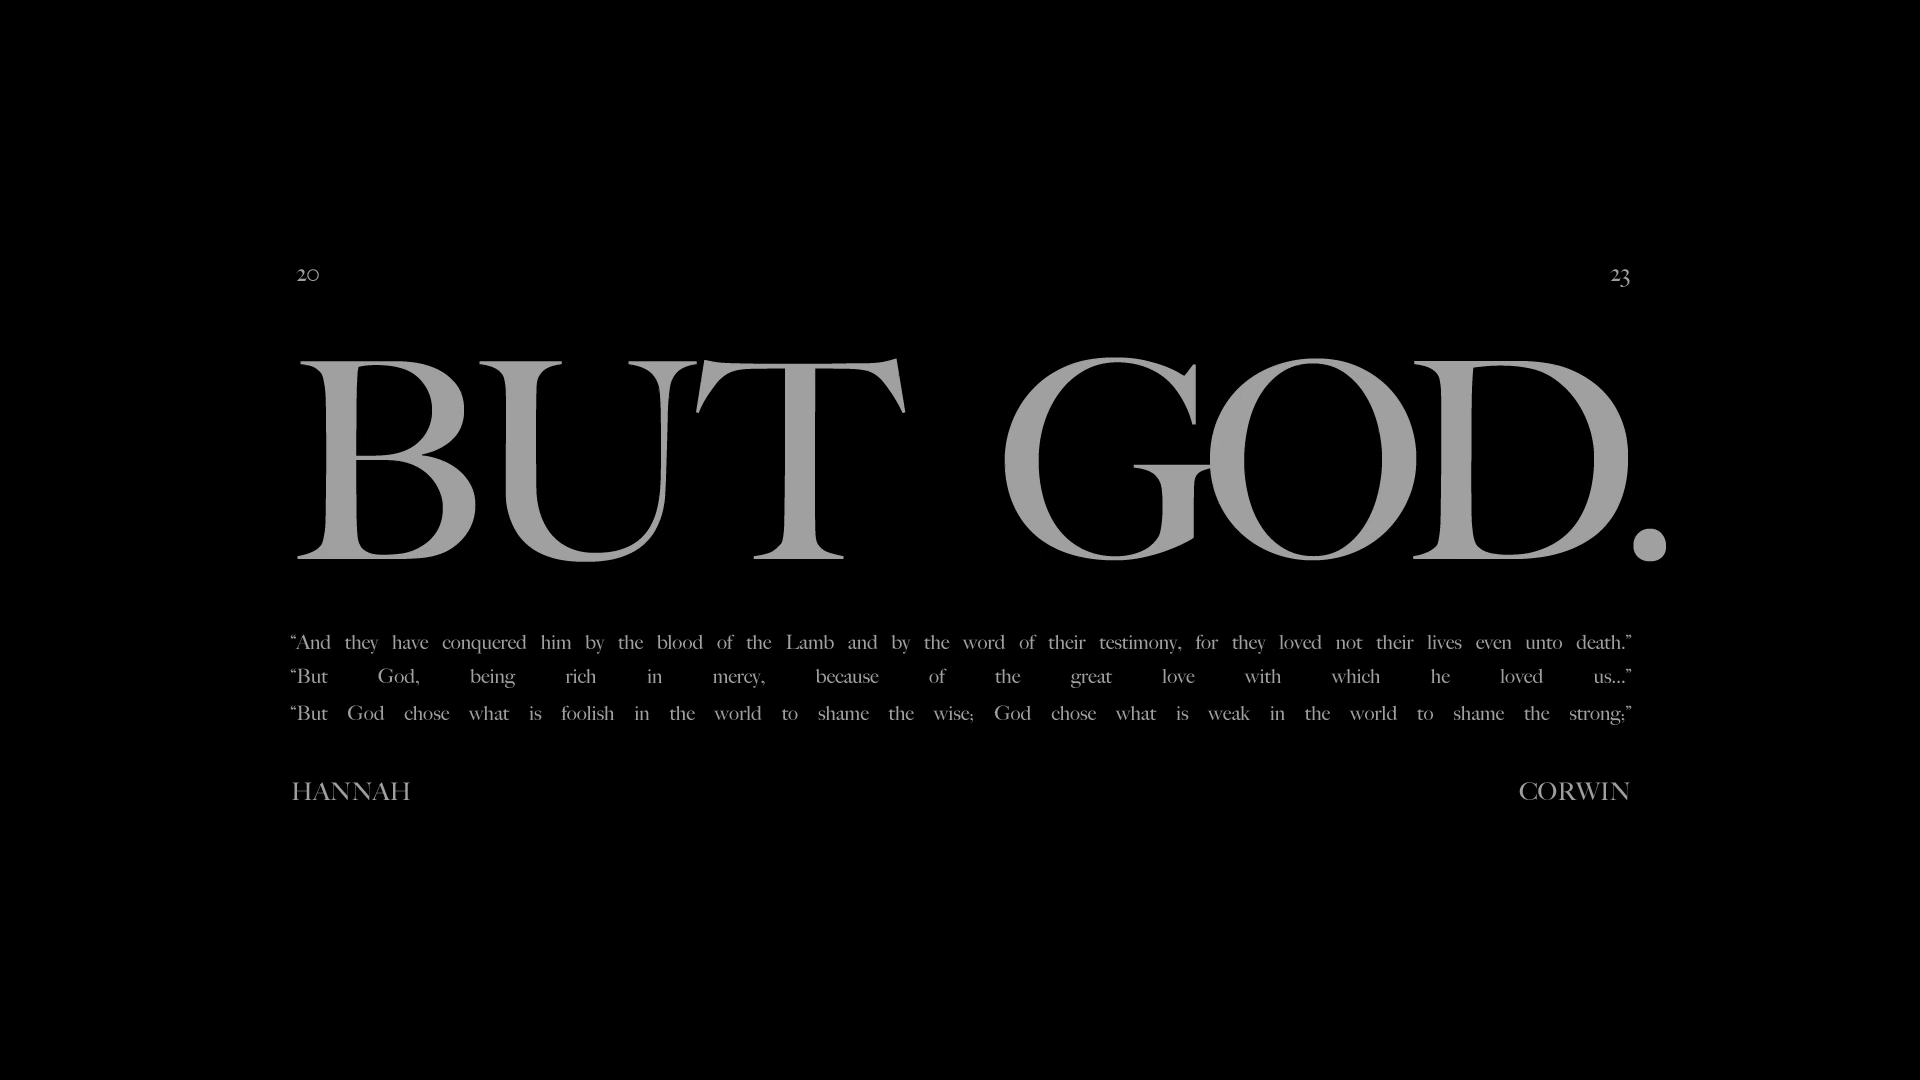 20 23
BUT GOD.
“And they have conquered him by the blood of the Lamb and by the word of their testimony, for they loved not their lives even unto death.”
“But God, being rich in mercy, because of the great love with which he loved us...”
“But God chose what is foolish in the world to shame the wise; God chose what is weak in the world to shame the strong;”
HANNAH CORWIN